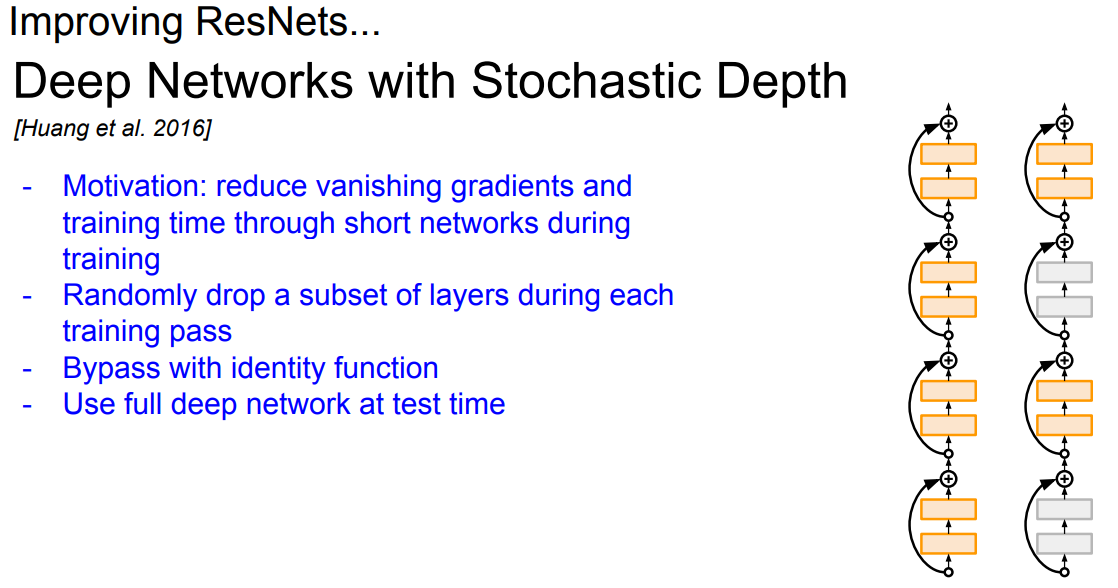 Improving ResNets...
Deep Networks with Stochastic Depth
[Huang et al. 2016]
- Motivation: reduce vanishing gradients and
training time through short networks during
training
- Randomly drop a subset of layers during each
training pass
- Bypass with identity function
- Use full deep network at test time